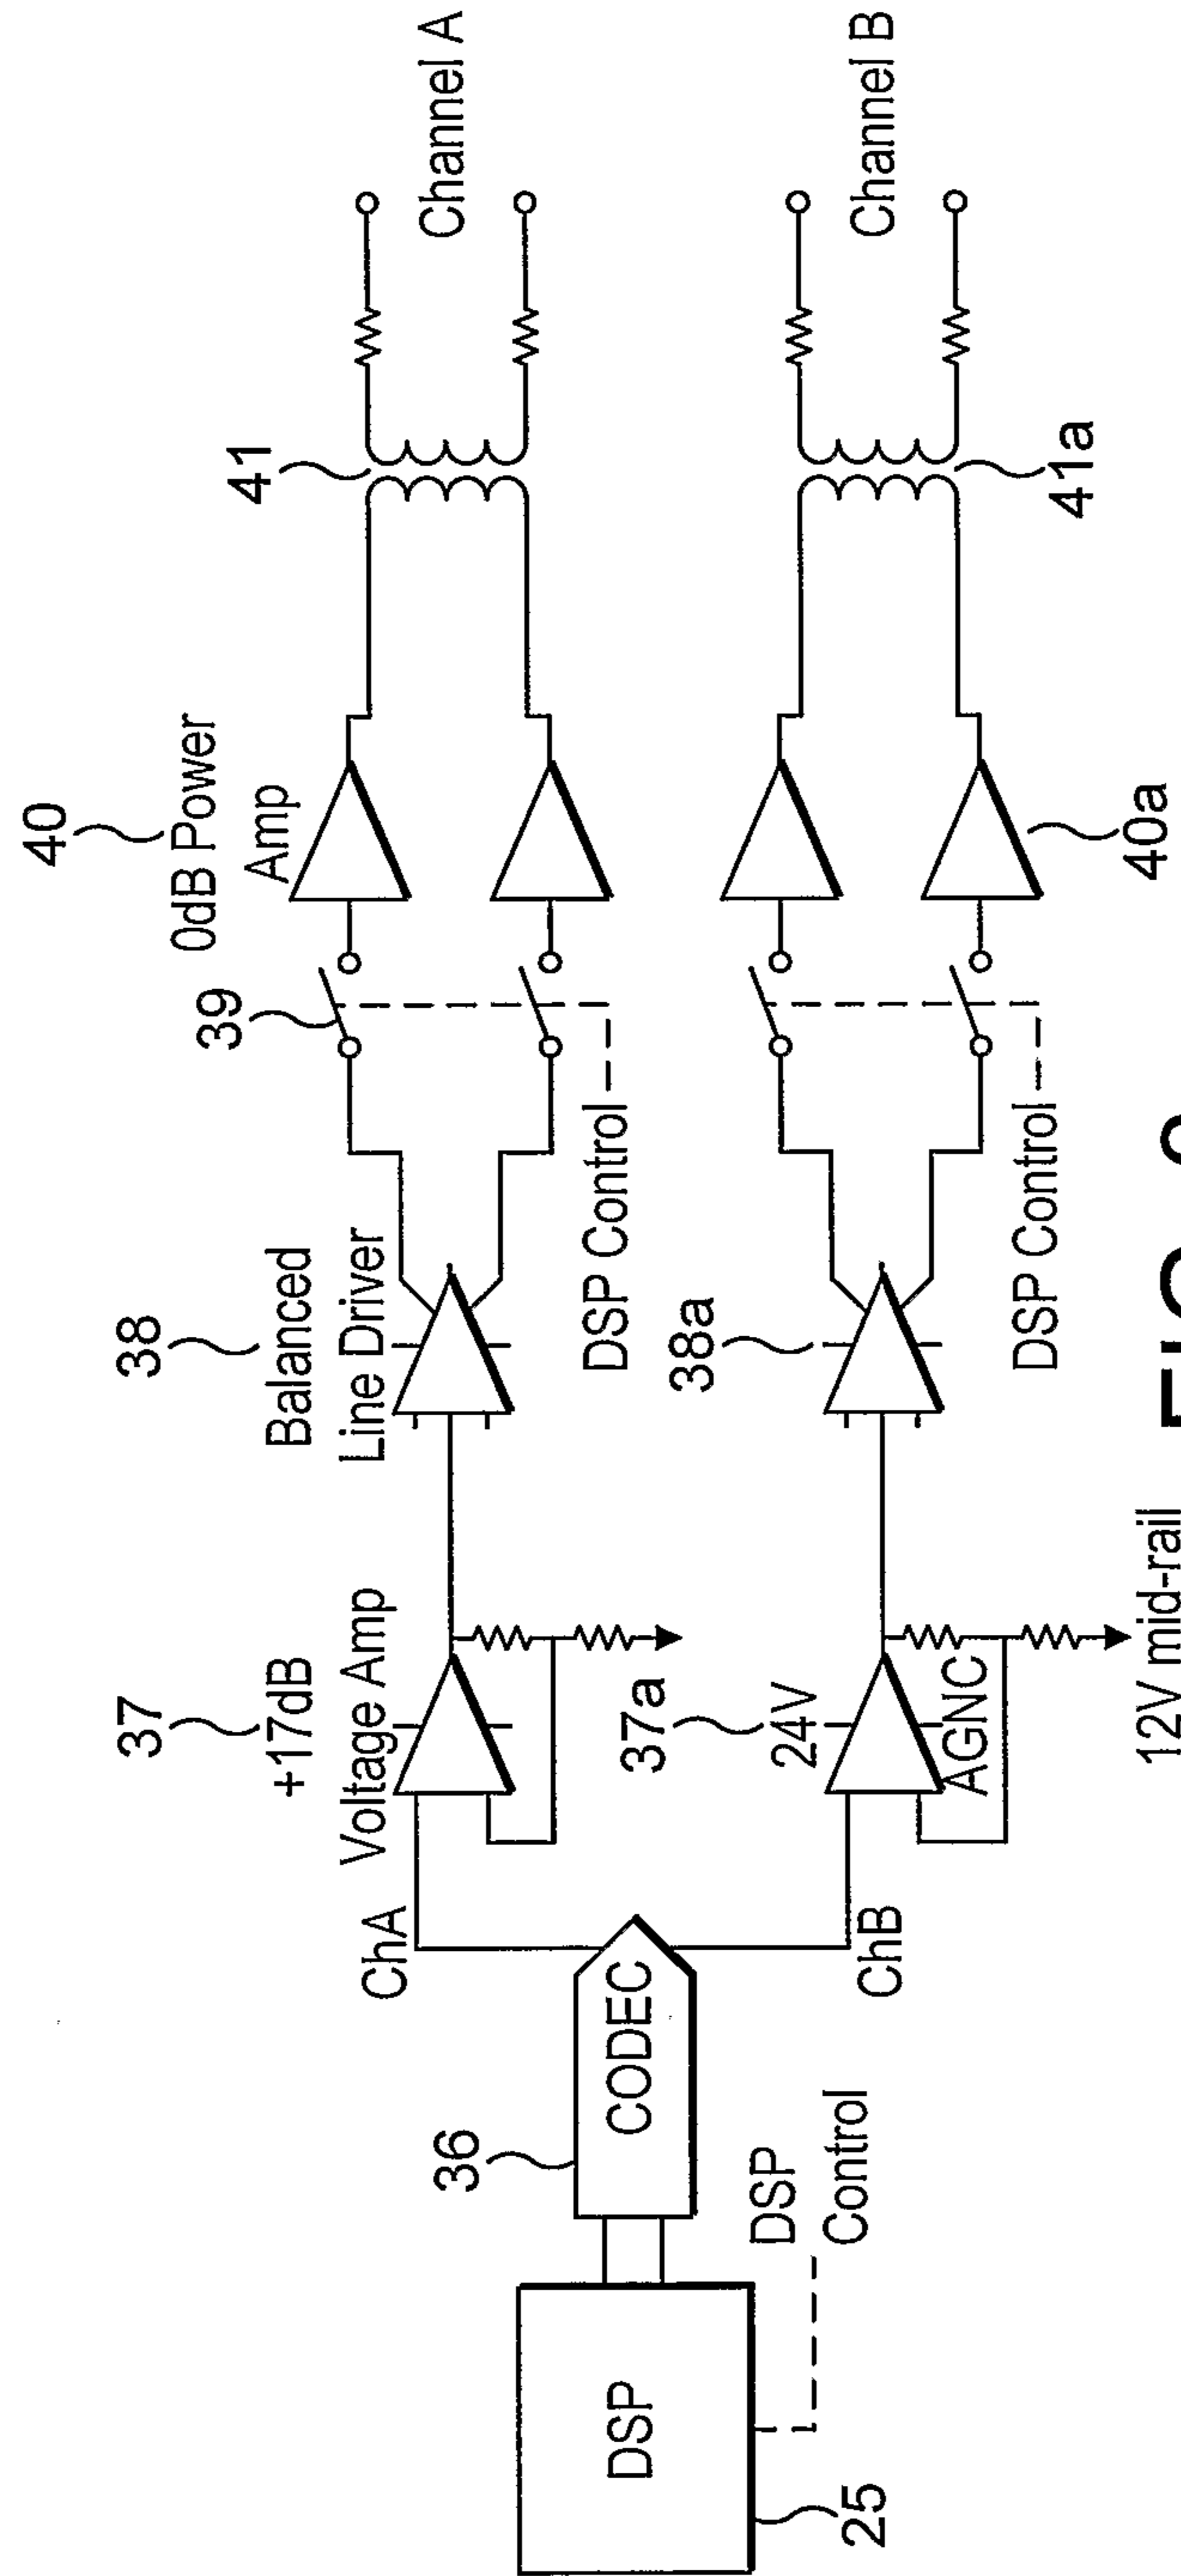 25
DSP
DSP
Control
36
CODEC
ChA
ChB
37
+17dB
Voltage Amp
37a
24V
AGNC
12V mid-rail
38
Balanced
Line Driver
38a
DSP Control
DSP Control
39
40
0dB Power
Amp
40a
41
41a
Channel A
Channel B